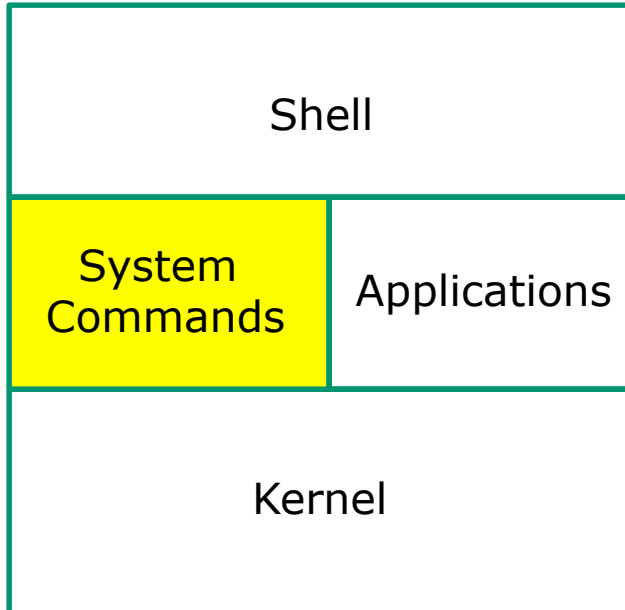 Shell
System
Commands
Applications
Kernel